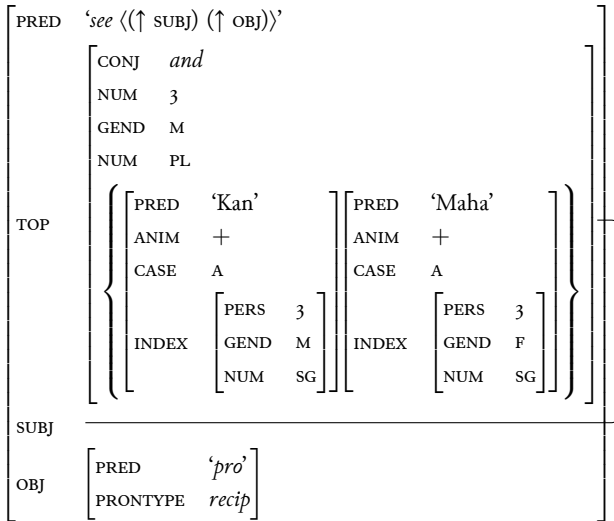 PRED ‘see ⟨(↑ SUBJ) (↑ OBJ)⟩’
CONJ and
NUM 3
GEND M
NUM PL
TOP
PRED ‘Kan’ PRED ‘Maha’
ANIM + ANIM +
CASE A CASE A
PERS 3 PERS 3
INDEX GEND M INDEX GEND F
NUM SG NUM SG
SUBJ
PRED ‘pro’
OBJ
PRONTYPE recip